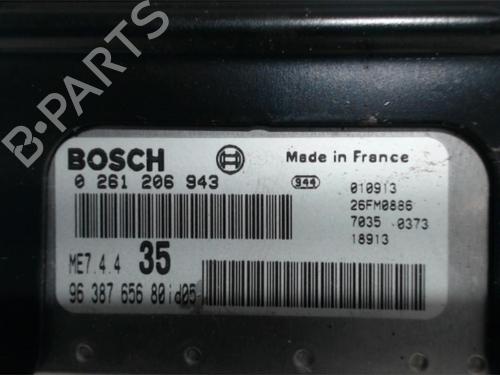 B-PARTS
BOSCH
Made in France
0 261 206 943
944
010913
26FM0886
7035 0373
18913
ME7.4.4 35
96 387 656 80 id05